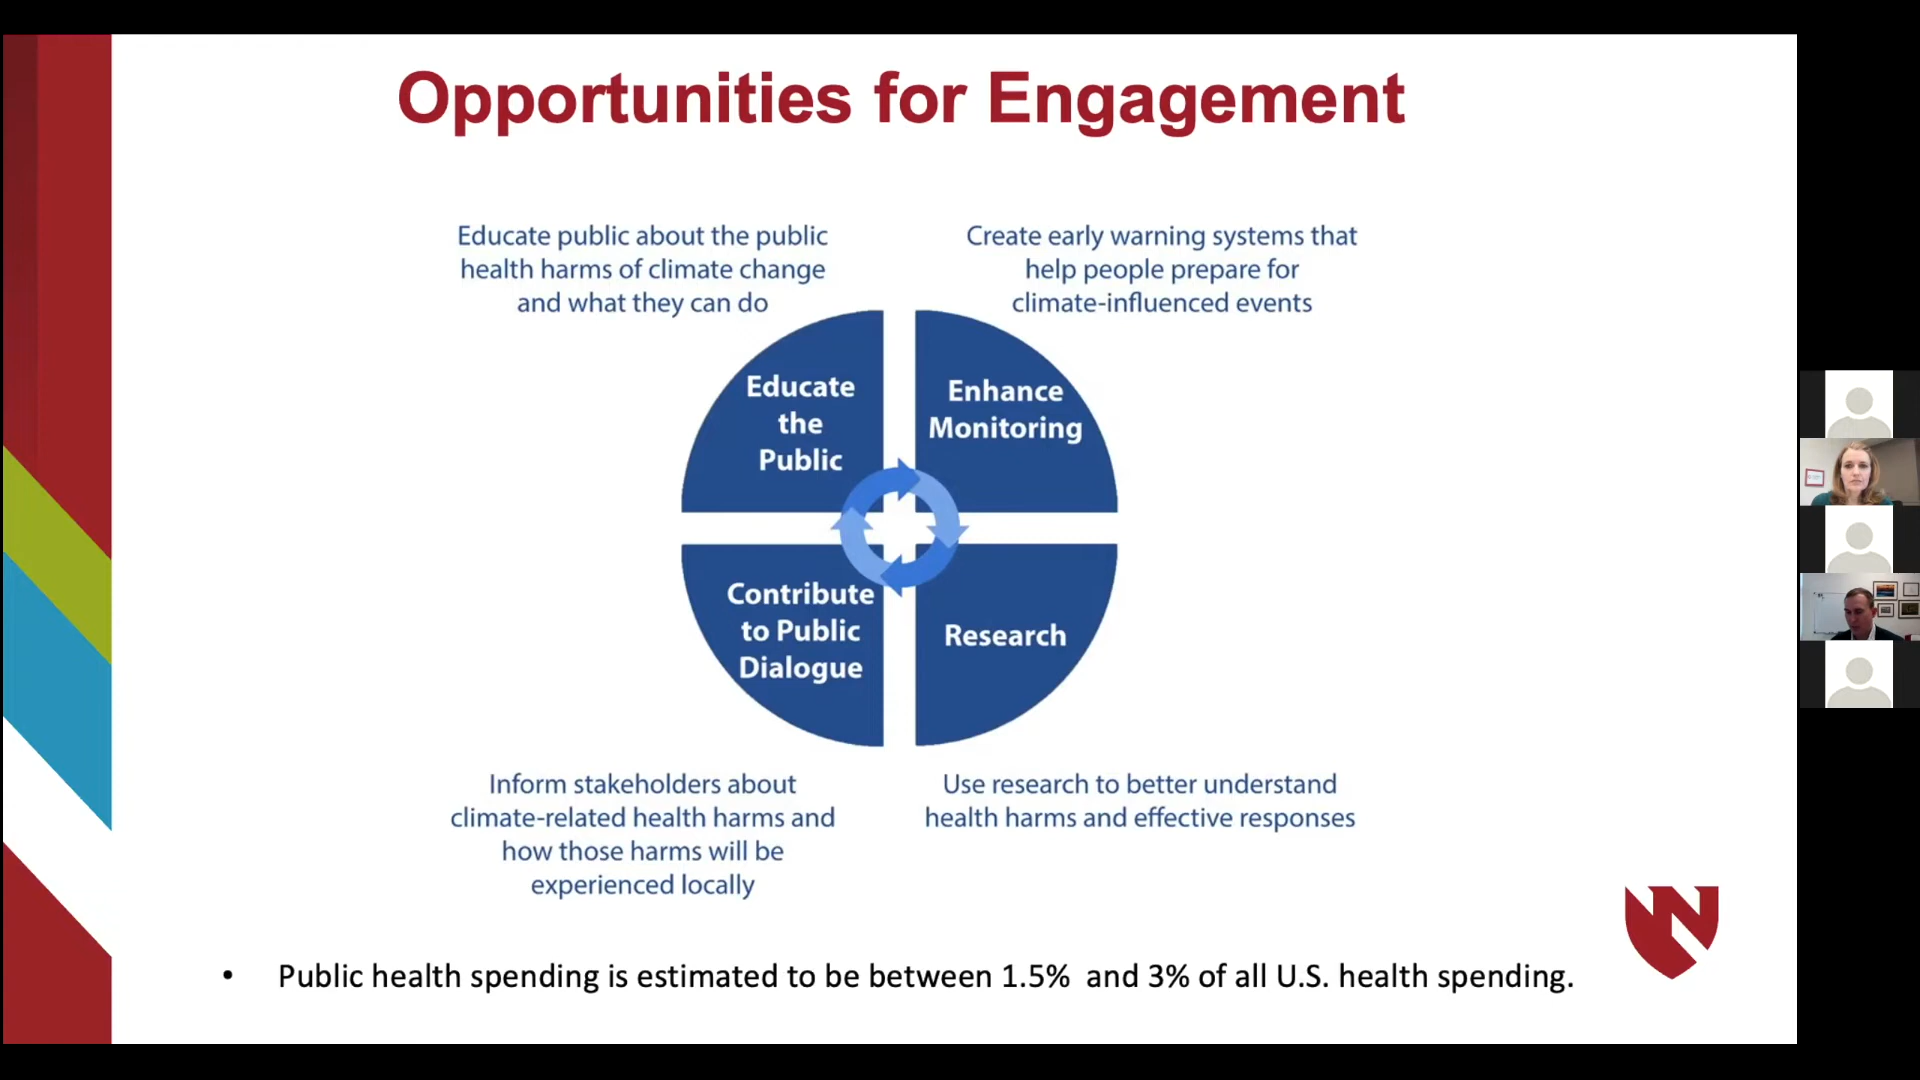 Opportunities for Engagement
Educate public about the public
health harms of climate change
and what they can do
Create early warning systems that
help people prepare for
climate-influenced events
Educate
the
Public
Enhance
Monitoring
Contribute
to Public
Dialogue
Research
Inform stakeholders about
climate-related health harms and
how those harms will be
experienced locally
Use research to better understand
health harms and effective responses
• Public health spending is estimated to be between 1.5%  and 3% of all U.S. health spending.
N